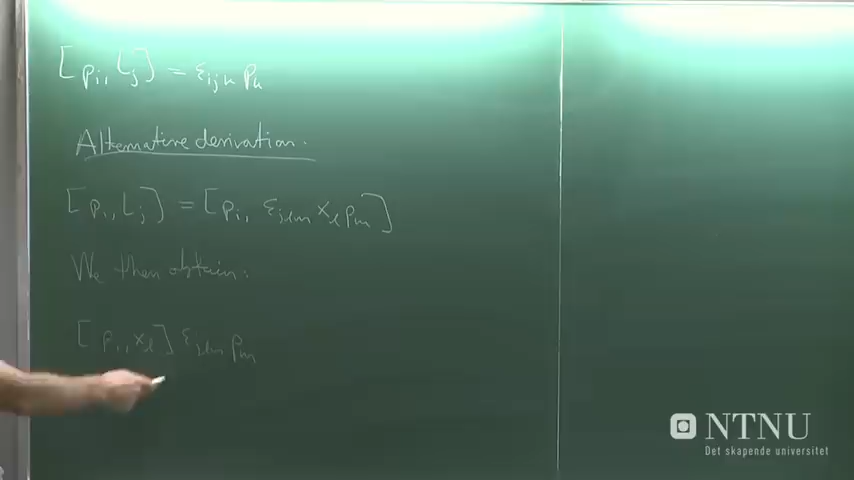 [p_i, L_j] = ε_ijk p_k
Alternative derivation.
[p_i, L_j] = [p_i, ε_jlm x_l p_m]
We then obtain:
[p_i, x_l] ε_jlm p_m
NTNU
Det skapende universitet